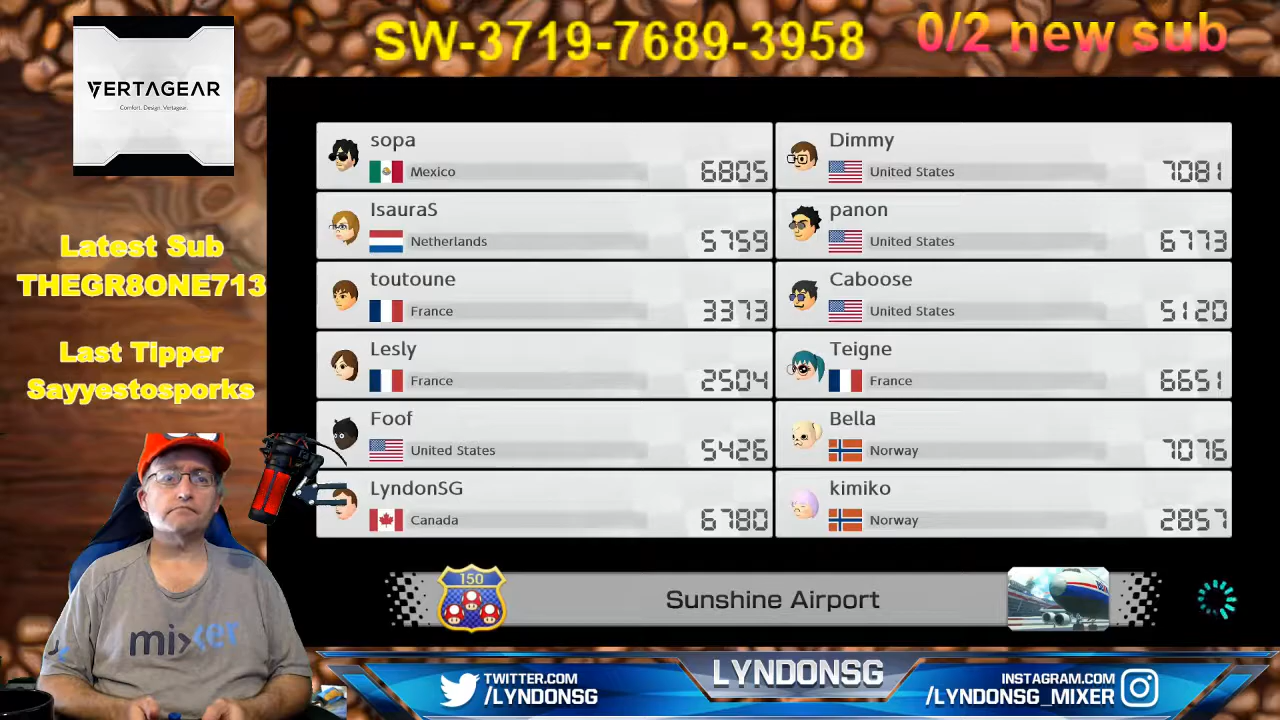 SW-3719-7689-3958
0/2 new sub
VERTAGEAR
Comfort. Design. Vertagear.
Latest Sub
THEGR8ONE713
Last Tipper
Sayyestosporks
sopa
Mexico 6805
Dimmy
United States 7081
IsauraS
Netherlands 5759
panon
United States 6773
toutoune
France 3373
Caboose
United States 5120
Lesly
France 2504
Teigne
France 6651
Foof
United States 5426
Bella
Norway 7076
LyndonSG
Canada 6780
kimiko
Norway 2857
150
Sunshine Airport
mixer
TWITTER.COM
/LYNDONSG
LYNDONSG
INSTAGRAM.COM
/LYNDONSG_MIXER